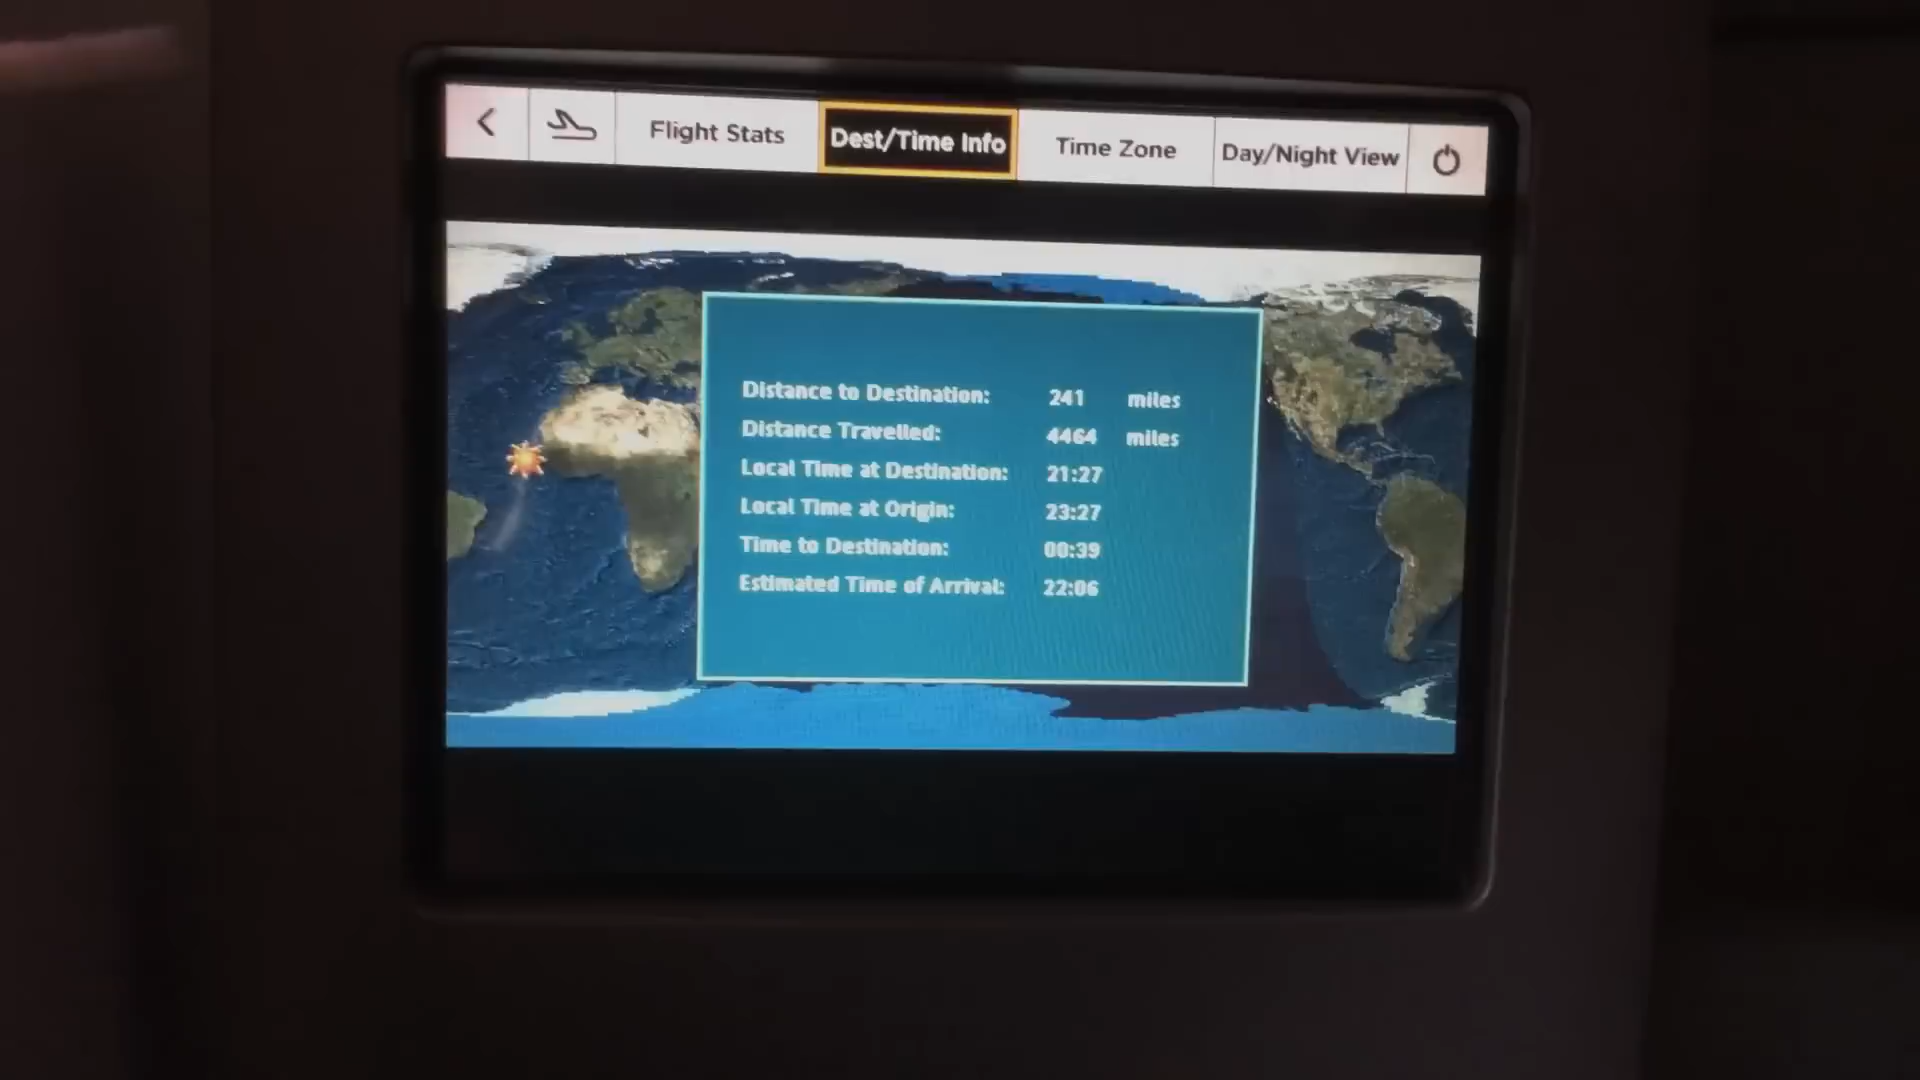 Flight Stats
Dest/Time Info
Time Zone
Day/Night View
Distance to Destination: 241 miles
Distance Travelled: 4464 miles
Local Time at Destination: 21:27
Local Time at Origin: 23:27
Time to Destination: 00:39
Estimated Time of Arrival: 22:06